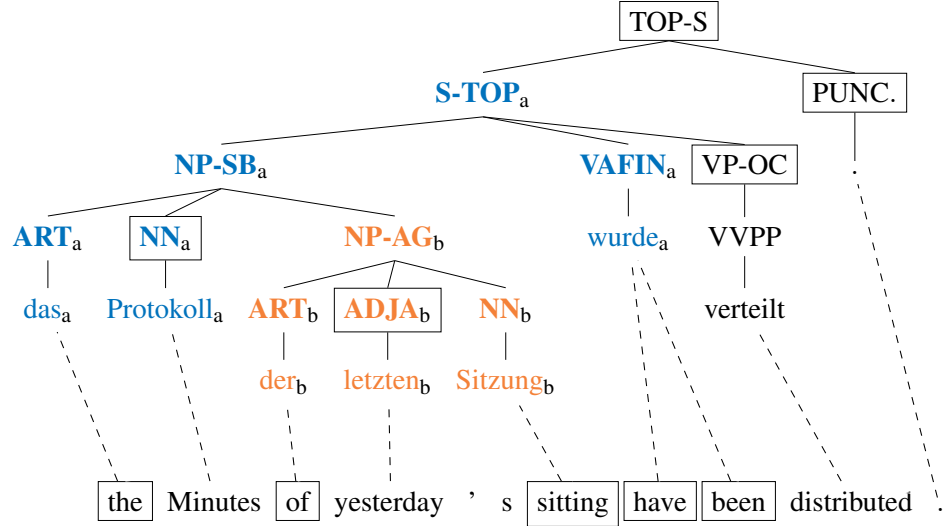 TOP-S
S-TOPa PUNC.
NP-SBa VAFINa VP-OC .
ARTa NNa NP-AGb wurdea VVPP
dasa Protokolla ARTb ADJAb NNb verteilt
derb letztenb Sitzungb
the Minutes of yesterday ’ s sitting have been distributed .